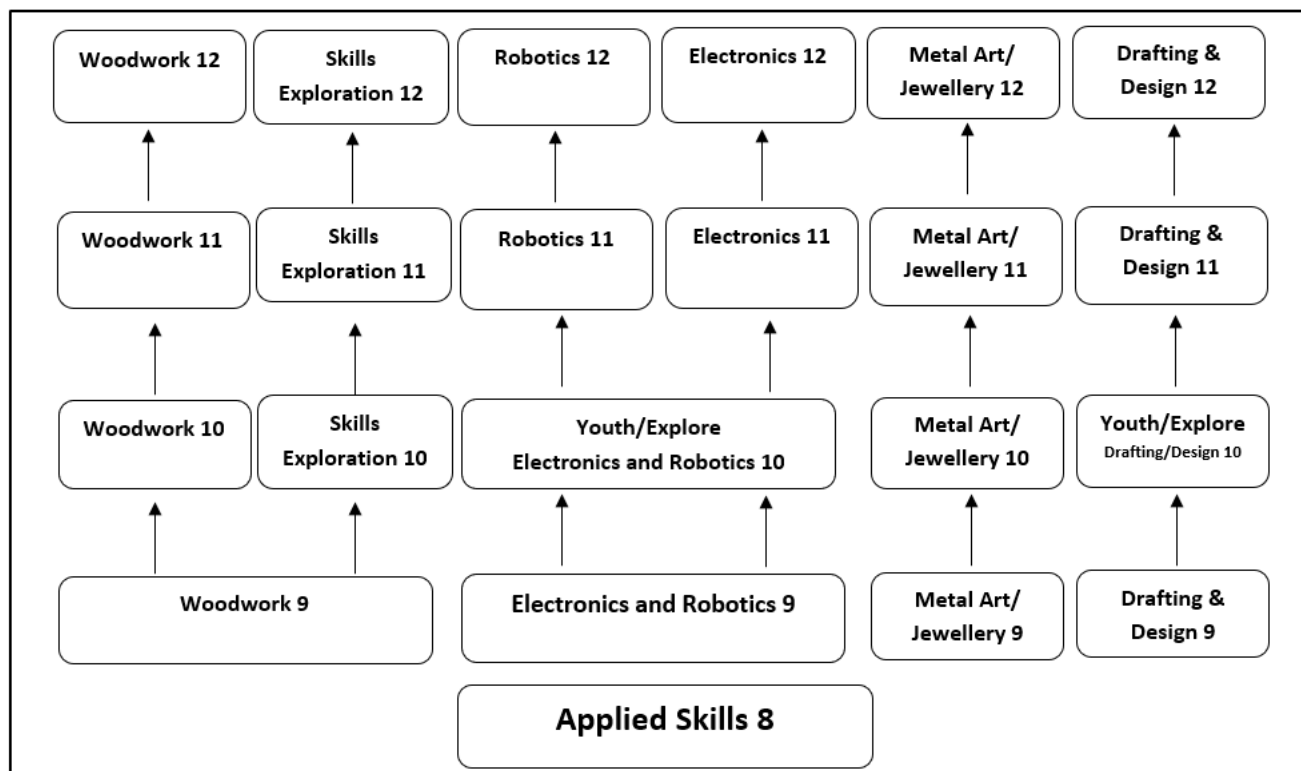 Woodwork 12
Skills
Exploration 12
Robotics 12
Electronics 12
Metal Art/
Jewellery 12
Drafting &
Design 12
Woodwork 11
Skills
Exploration 11
Robotics 11
Electronics 11
Metal Art/
Jewellery 11
Drafting &
Design 11
Woodwork 10
Skills
Exploration 10
Youth/Explore
Electronics and Robotics 10
Metal Art/
Jewellery 10
Youth/Explore
Drafting/Design 10
Woodwork 9
Electronics and Robotics 9
Metal Art/
Jewellery 9
Drafting &
Design 9
Applied Skills 8